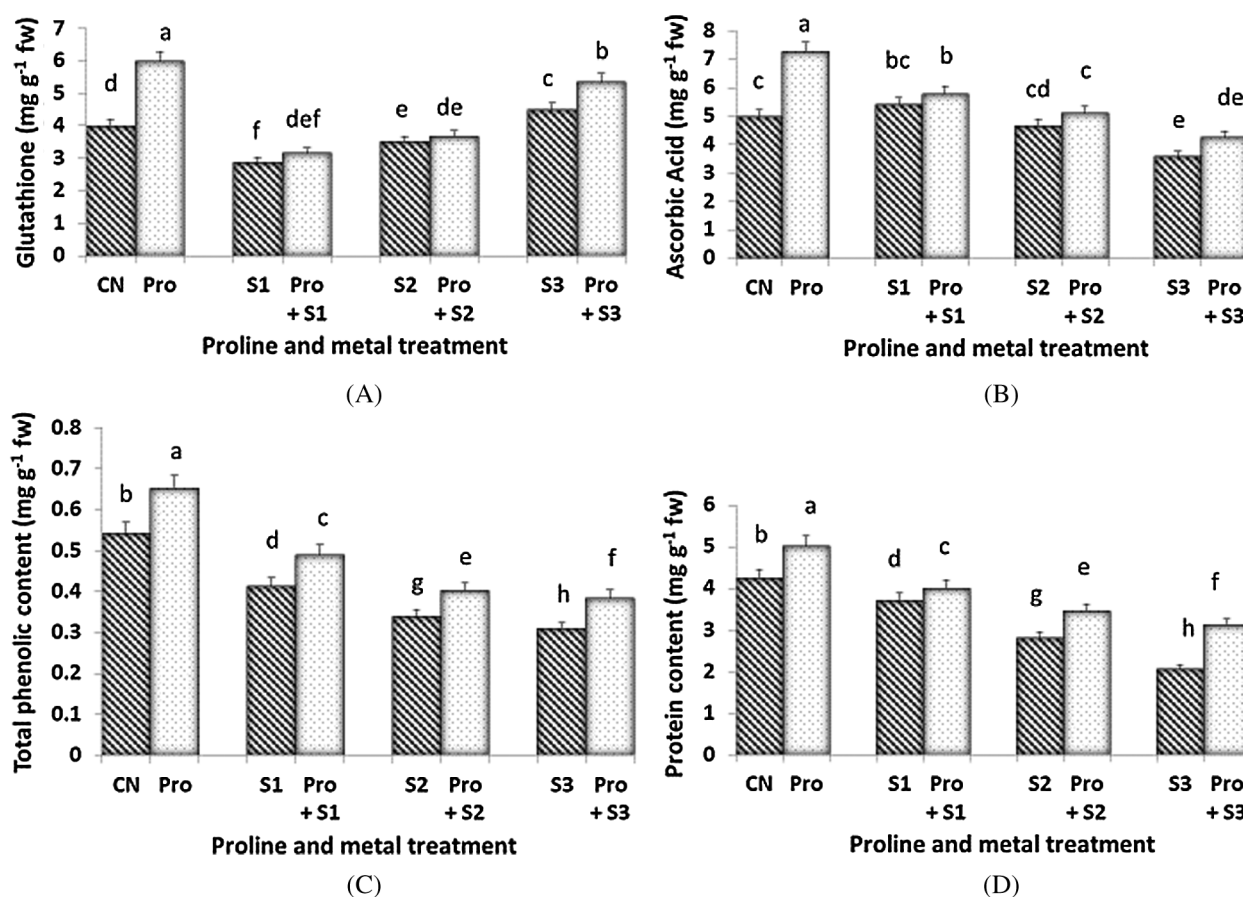 Glutathione (mg g-1 fw)
7
6
5
4
3
2
1
0
a
b
c
d
def
de
e
f
CN Pro S1 Pro S2 Pro S3 Pro
+ S1 + S2 + S3
Proline and metal treatment
(A)
Ascorbic Acid (mg g-1 fw)
8
7
6
5
4
3
2
1
0
a
c
bc
b
cd
c
e
de
CN Pro S1 Pro S2 Pro S3 Pro
+ S1 + S2 + S3
Proline and metal treatment
(B)
Total phenolic content (mg g-1 fw)
0.8
0.7
0.6
0.5
0.4
0.3
0.2
0.1
0
b
a
d
c
g
e
h
f
CN Pro S1 Pro S2 Pro S3 Pro
+ S1 + S2 + S3
Proline and metal treatment
(C)
Protein content (mg g-1 fw)
6
5
4
3
2
1
0
b
a
d
c
g
e
h
f
CN Pro S1 Pro S2 Pro S3 Pro
+ S1 + S2 + S3
Proline and metal treatment
(D)